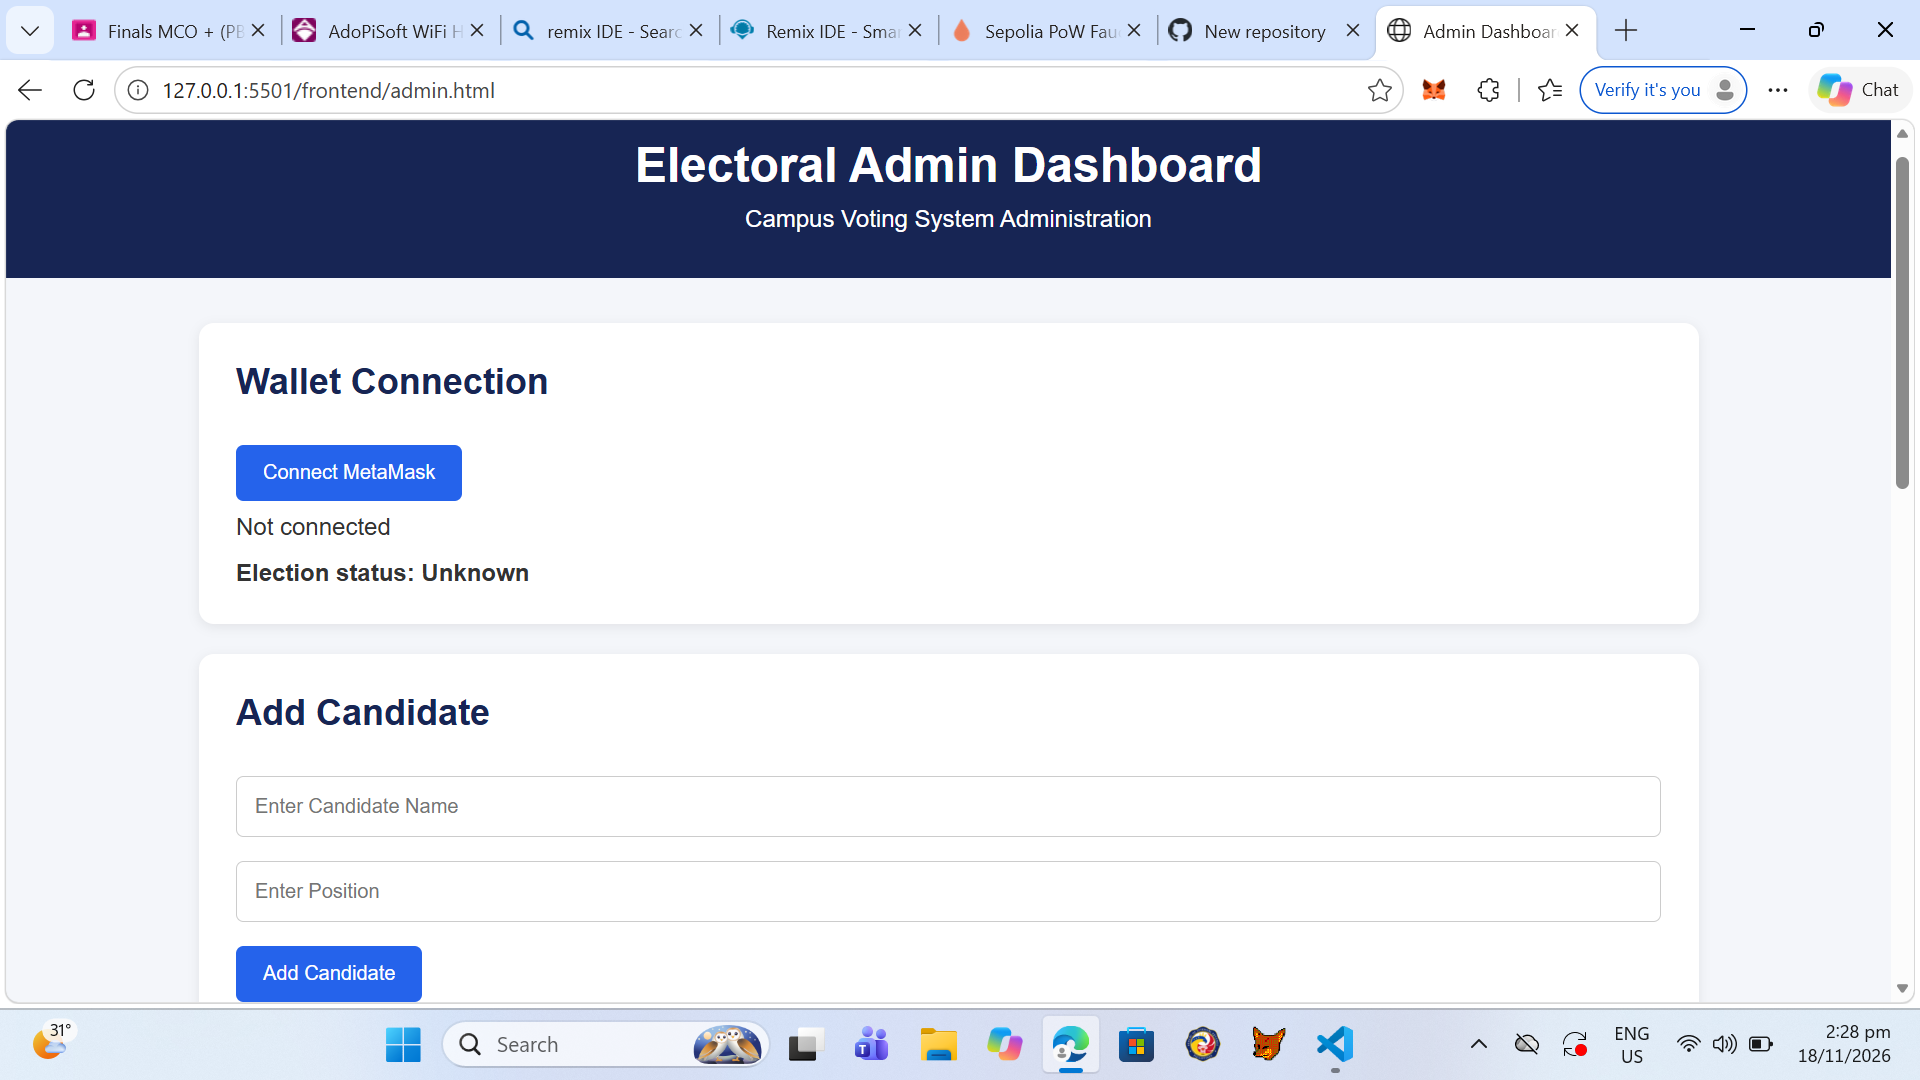 Finals MCO + (PB
AdoPiSoft WiFi H
remix IDE - Searc
Remix IDE - Smar
Sepolia PoW Fau
New repository
Admin Dashboar
127.0.0.1:5501/frontend/admin.html
Verify it's you
Chat
Electoral Admin Dashboard
Campus Voting System Administration
Wallet Connection
Connect MetaMask
Not connected
Election status: Unknown
Add Candidate
Enter Candidate Name
Enter Position
Add Candidate
31°
Search
T
ENG
US
2:28 pm
18/11/2026